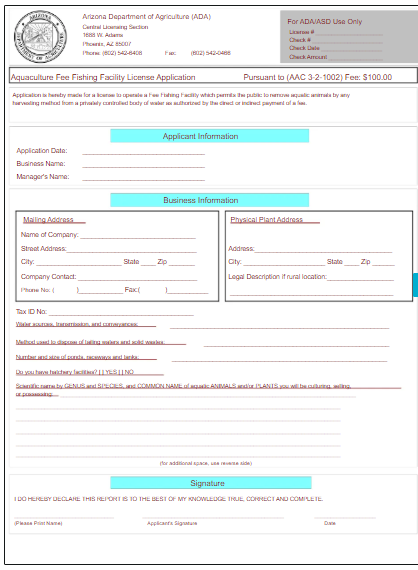 Arizona Department of Agriculture (ADA)
Central Licensing Section
1688 W. Adams
Phoenix, AZ 85007
Phone: (602) 542-6408 Fax: (602) 542-0466
For ADA/ASD Use Only
License #
Check #
Check Date
Check Amount
Aquaculture Fee Fishing Facility License Application Pursuant to (AAC 3-2-1002) Fee: $100.00
Application is hereby made for a license to operate a Fee Fishing Facility which permits the public to remove aquatic animals by any
harvesting method from a privately controlled body of water as authorized by the direct or indirect payment of a fee.
Applicant Information
Application Date:
Business Name:
Manager's Name:
Business Information
Mailing Address
Name of Company:
Street Address:
City: State Zip
Company Contact:
Phone No: ( ) Fax:( )
Physical Plant Address
Address:
City: State Zip
Legal Description if rural location:
Tax ID No:
Water sources, transmission, and conveyances:
Method used to dispose of tailing waters and solid wastes:
Number and size of ponds, raceways and tanks:
Do you have hatchery facilities? [ ] YES [ ] NO
Scientific name by GENUS and SPECIES, and COMMON NAME of aquatic ANIMALS and/or PLANTS you will be culturing, selling,
or possessing:
(for additional space, use reverse side)
Signature
I DO HEREBY DECLARE THIS REPORT IS TO THE BEST OF MY KNOWLEDGE TRUE, CORRECT AND COMPLETE.
(Please Print Name) Applicant's Signature Date